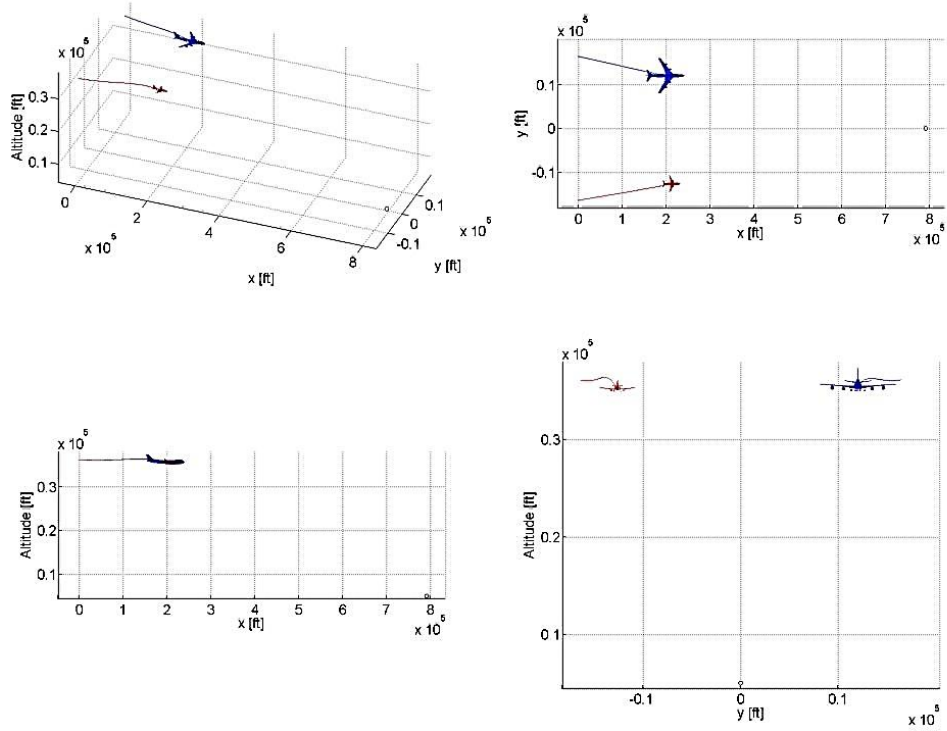 x 10^5
0.3
0.2
0.1
Altitude [ft]
0
2
4
6
8
x 10^5
x [ft]
0.1
0
-0.1
x 10^5
y [ft]
x 10^5
0.1
0
-0.1
y [ft]
0 1 2 3 4 5 6 7 8
x [ft]
x 10^5
x 10^5
0.3
0.2
0.1
Altitude [ft]
0 1 2 3 4 5 6 7 8
x [ft]
x 10^5
x 10^5
0.3
0.2
0.1
Altitude [ft]
-0.1 0 0.1
y [ft]
x 10^5